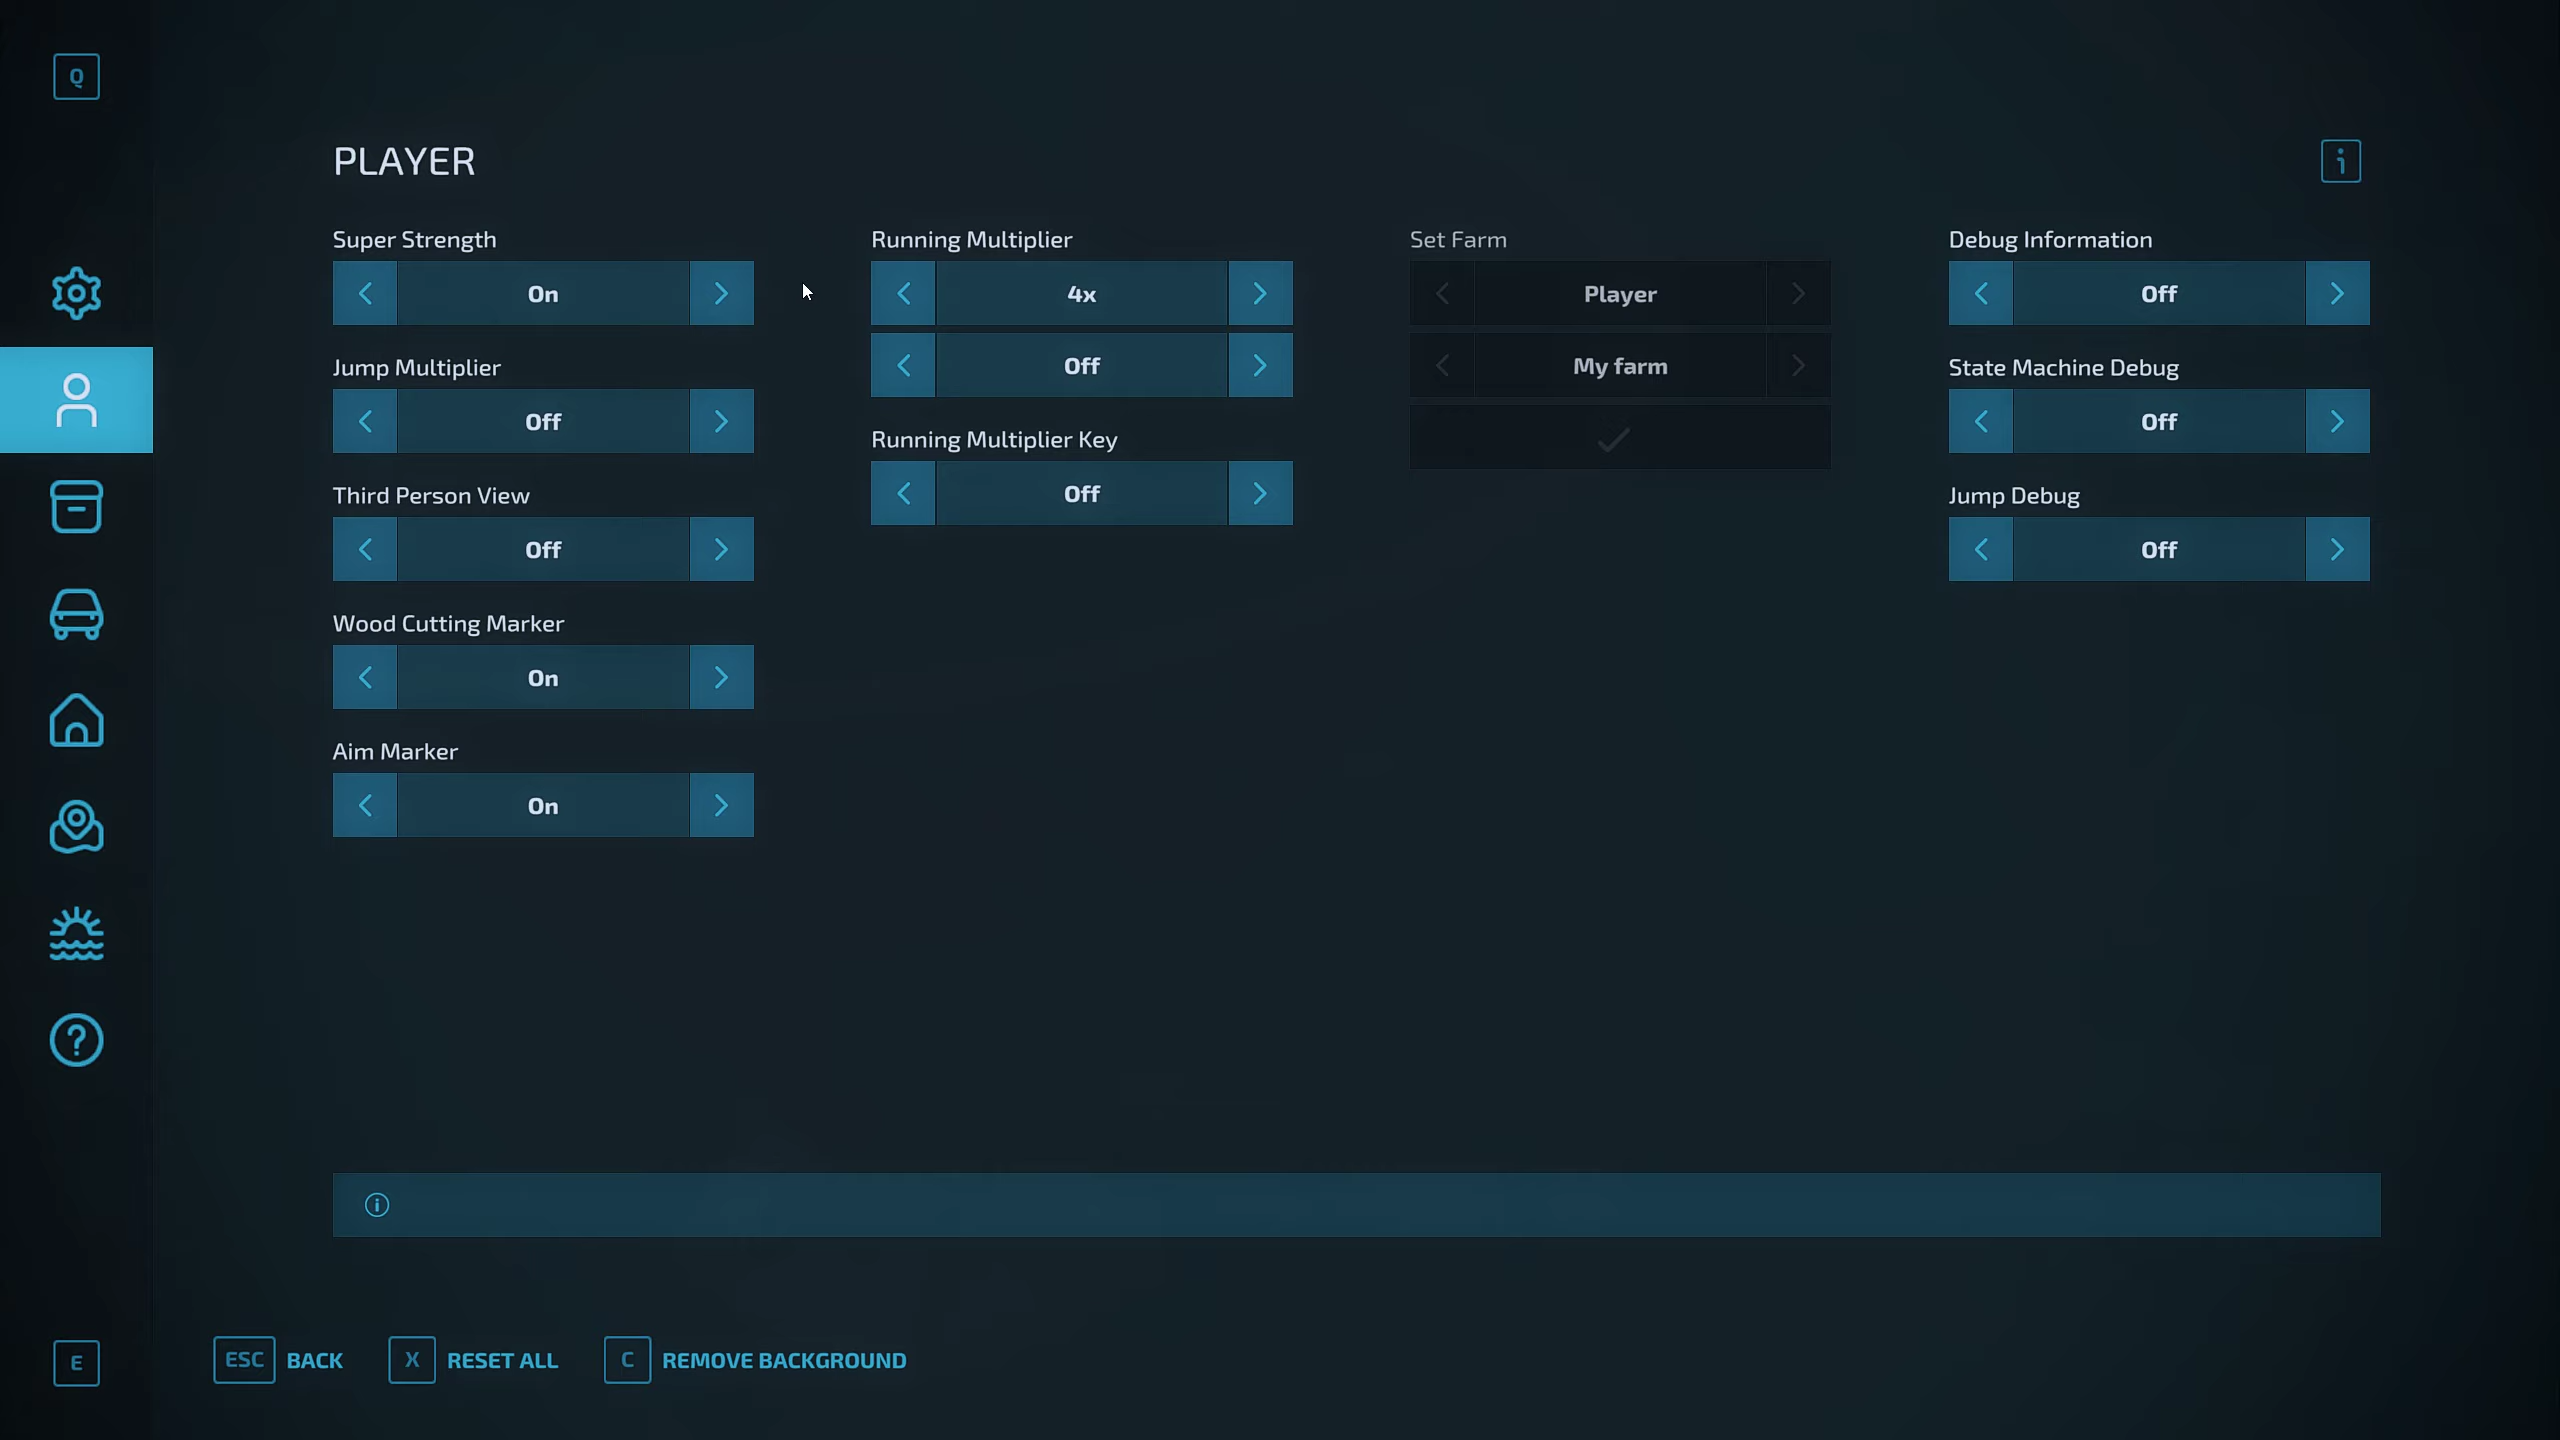 Q
PLAYER
Super Strength
On
Jump Multiplier
Off
Third Person View
Off
Wood Cutting Marker
On
Aim Marker
On
Running Multiplier
4x
Off
Running Multiplier Key
Off
Set Farm
Player
My farm
Debug Information
Off
State Machine Debug
Off
Jump Debug
Off
E
ESC BACK X RESET ALL C REMOVE BACKGROUND